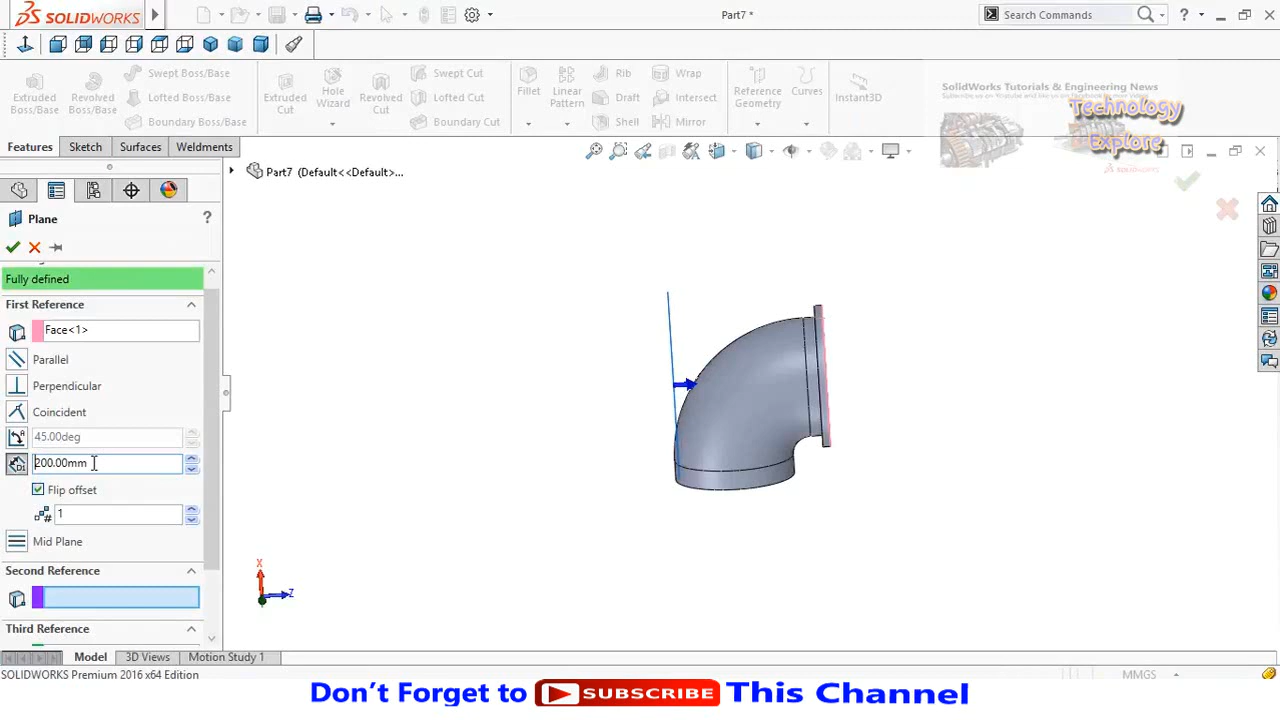 SOLIDWORKS
Part7 *
Search Commands
Extruded Boss/Base
Revolved Boss/Base
Swept Boss/Base
Lofted Boss/Base
Boundary Boss/Base
Extruded Cut
Hole Wizard
Revolved Cut
Swept Cut
Lofted Cut
Boundary Cut
Fillet
Linear Pattern
Rib
Draft
Shell
Wrap
Intersect
Mirror
Reference Geometry
Curves
Instant3D
SolidWorks Tutorials & Engineering News
Technology
Explore
SOLIDWORKS
Features
Sketch
Surfaces
Weldments
Part7 (Default<<Default>...
Plane
?
Fully defined
First Reference
Face<1>
Parallel
Perpendicular
Coincident
45.00deg
200.00mm
Flip offset
1
Mid Plane
Second Reference
Third Reference
X
Z
Model
3D Views
Motion Study 1
SOLIDWORKS Premium 2016 x64 Edition
MMGS
Don't Forget to SUBSCRIBE This Channel